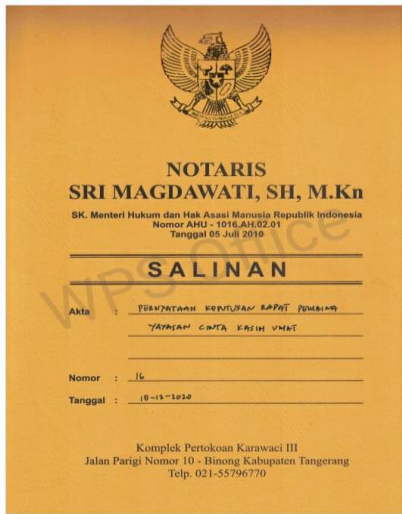 NOTARIS
SRI MAGDAWATI, SH, M.Kn
SK. Menteri Hukum dan Hak Asasi Manusia Republik Indonesia
Nomor AHU - 1016.AH.02.01
Tanggal 05 Juli 2010
SALINAN
WPS Office
Akta : PERNYATAAN KEPUTUSAN RAPAT PEMBINA
YAYASAN CINTA KASIH UMAT
Nomor : 16
Tanggal : 18-12-2020
Komplek Pertokoan Karawaci III
Jalan Parigi Nomor 10 - Binong Kabupaten Tangerang
Telp. 021-55796770